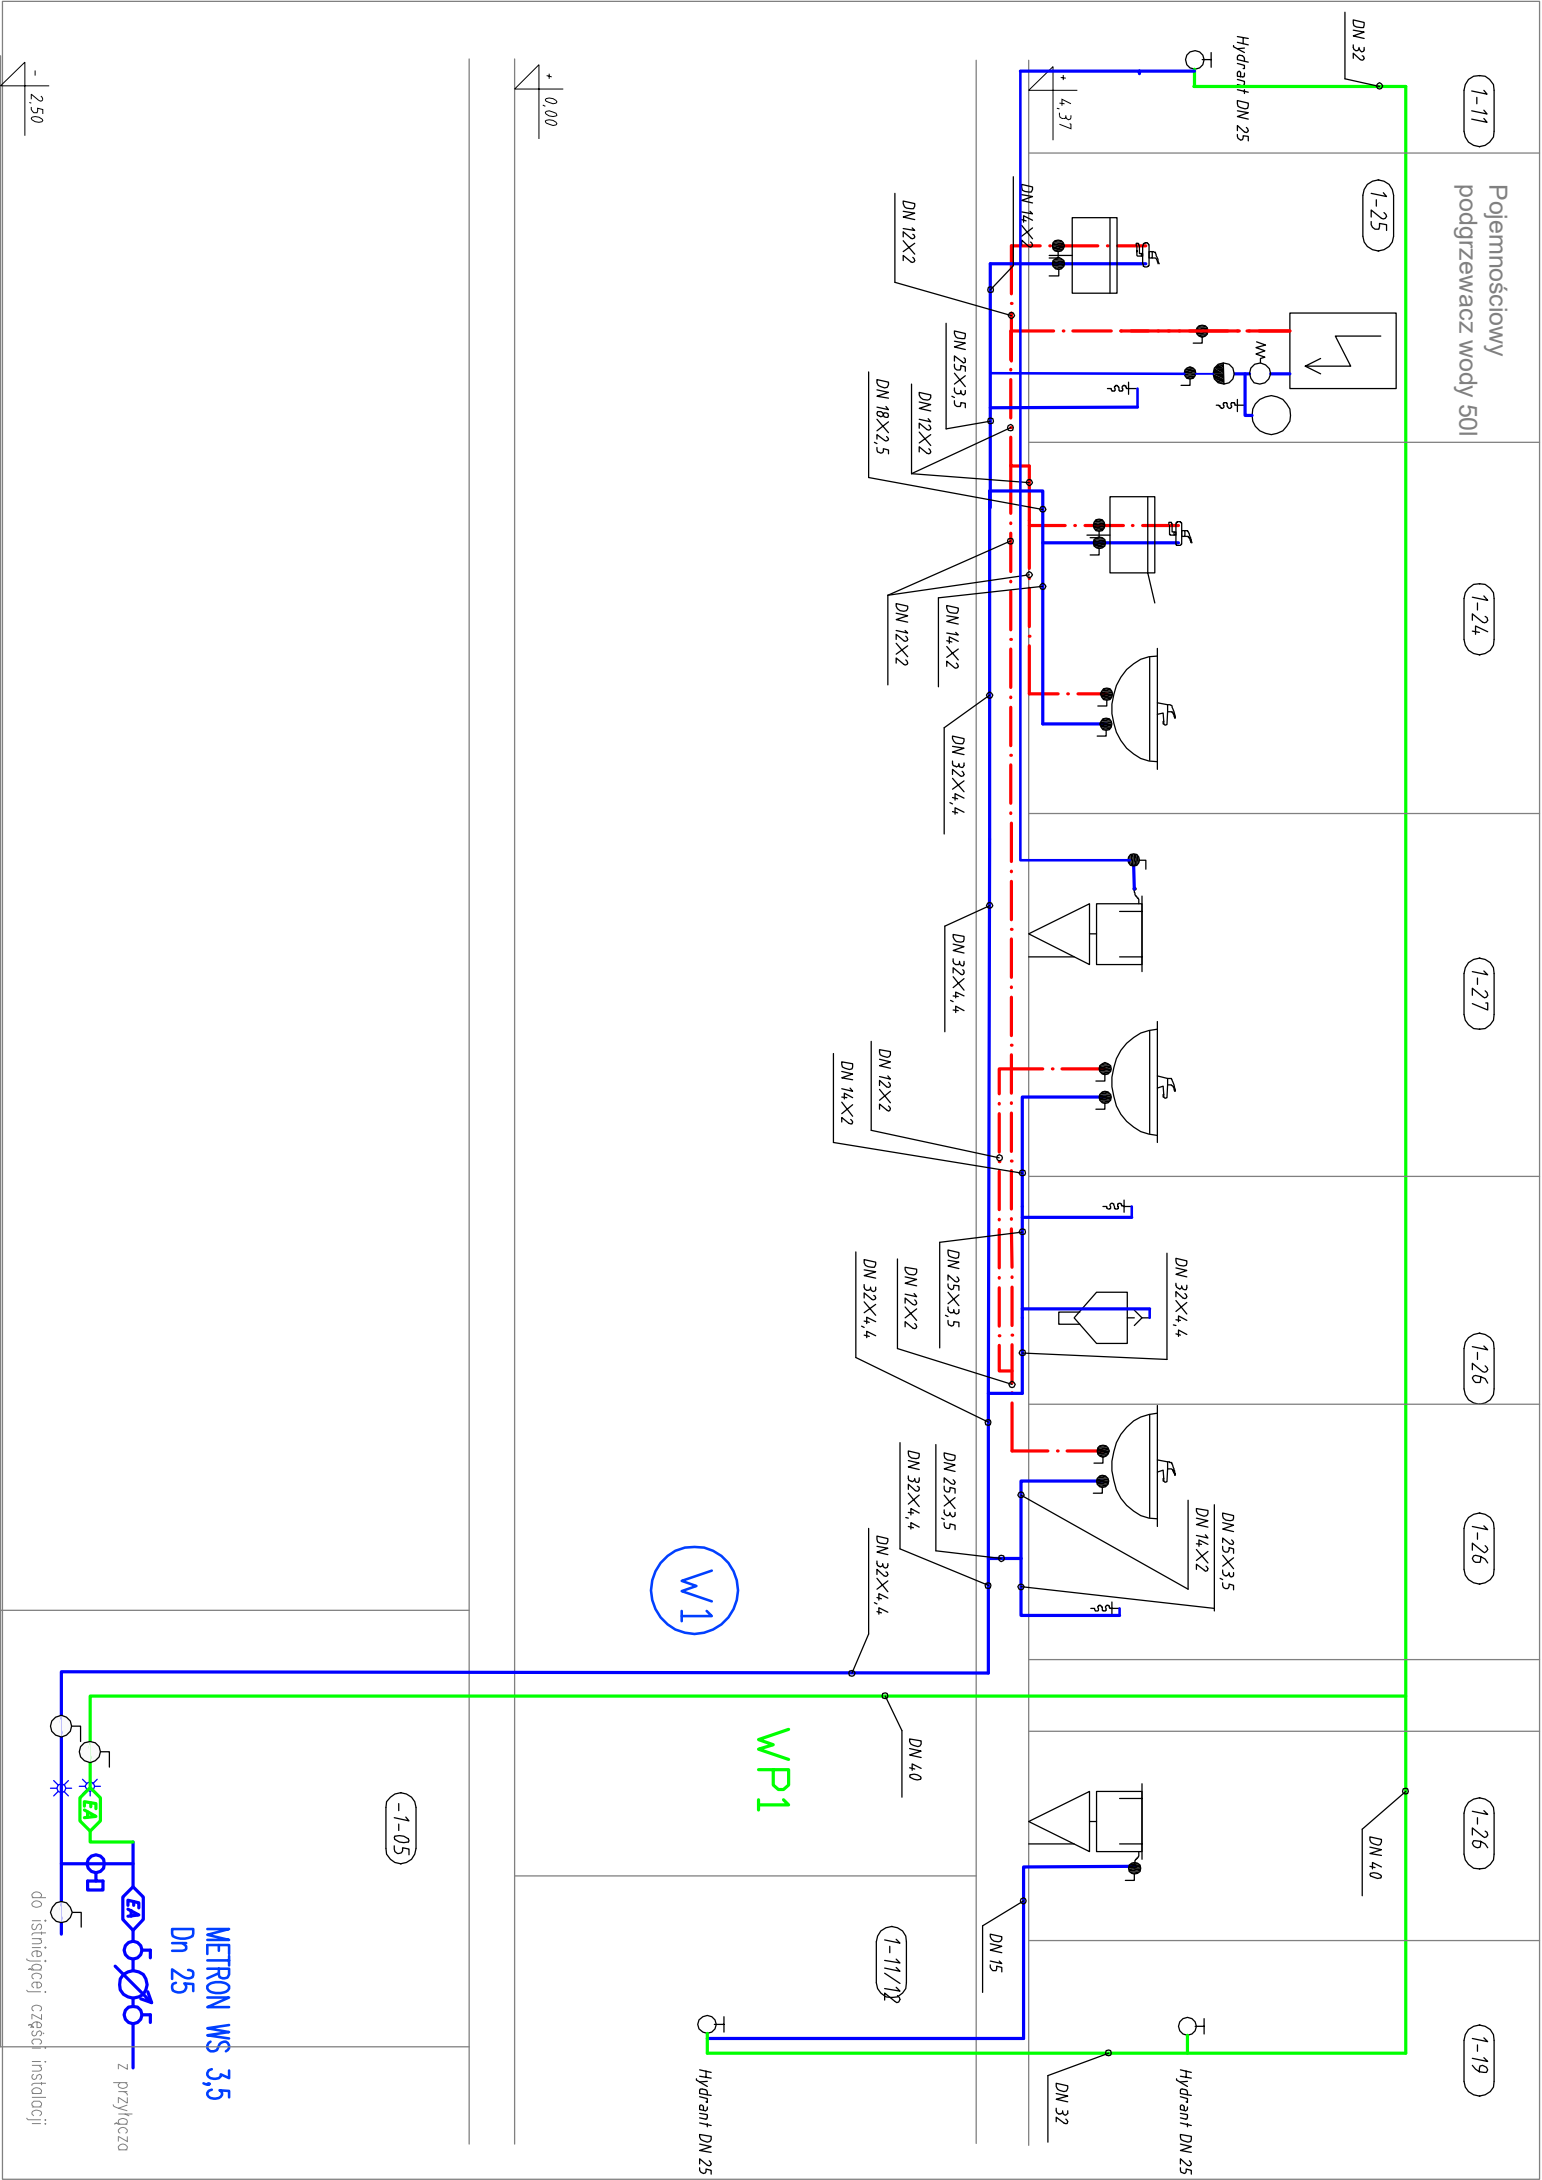 1-11
1-25
1-24
1-27
1-26
1-26
1-26
1-19
Pojemnościowy
podgrzewacz wody 50l
DN 32
Hydrant DN 25
+
4,37
DN 14X2
DN 12X2
DN 25X3,5
DN 12X2
DN 18X2,5
DN 14X2
DN 12X2
DN 32X4,4
DN 32X4,4
DN 12X2
DN 14X2
DN 32X4,4
DN 25X3,5
DN 12X2
DN 32X4,4
DN 25X3,5
DN 14X2
DN 25X3,5
DN 32X4,4
DN 32X4,4
DN 40
DN 40
DN 15
DN 32
Hydrant DN 25
Hydrant DN 25
1-11/12
W1
WP1
+
0,00
-
2,50
-1-05
EA
EA
METRON WS 3,5
Dn 25
z przyłącza
do istniejącej części instalacji